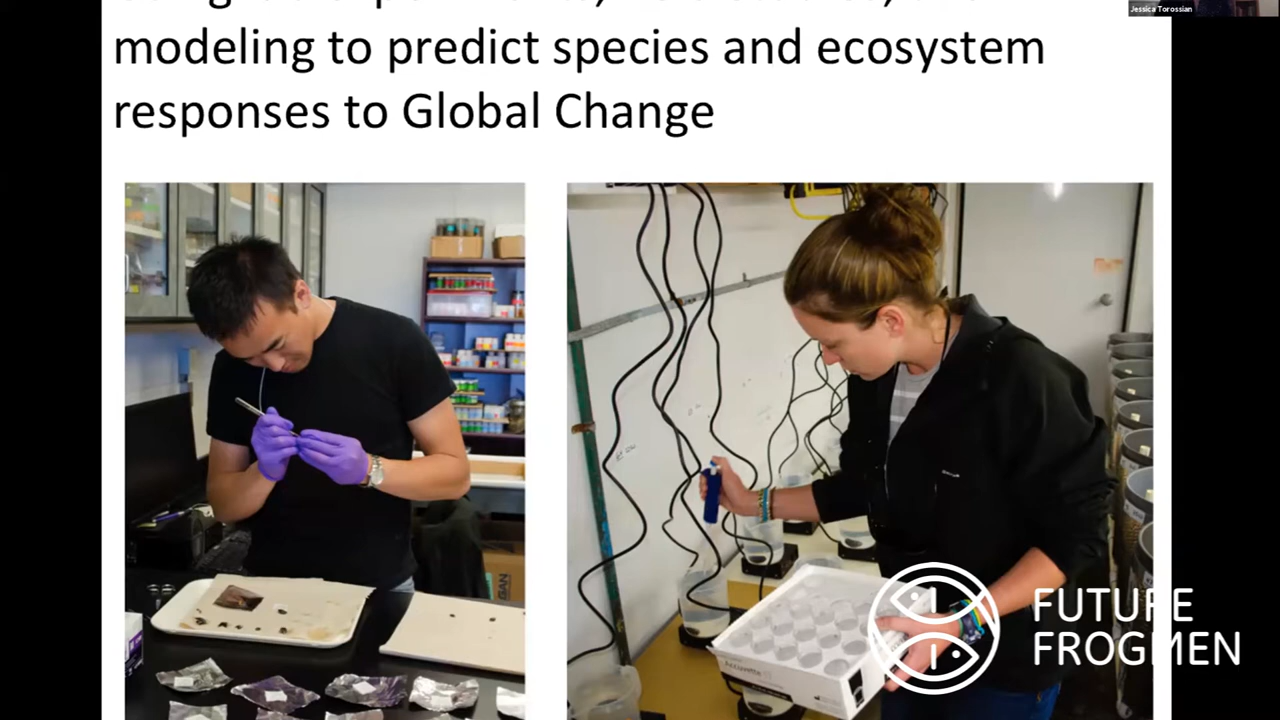 Jessica Torossian
modeling to predict species and ecosystem
responses to Global Change
FUTURE
FROGMEN